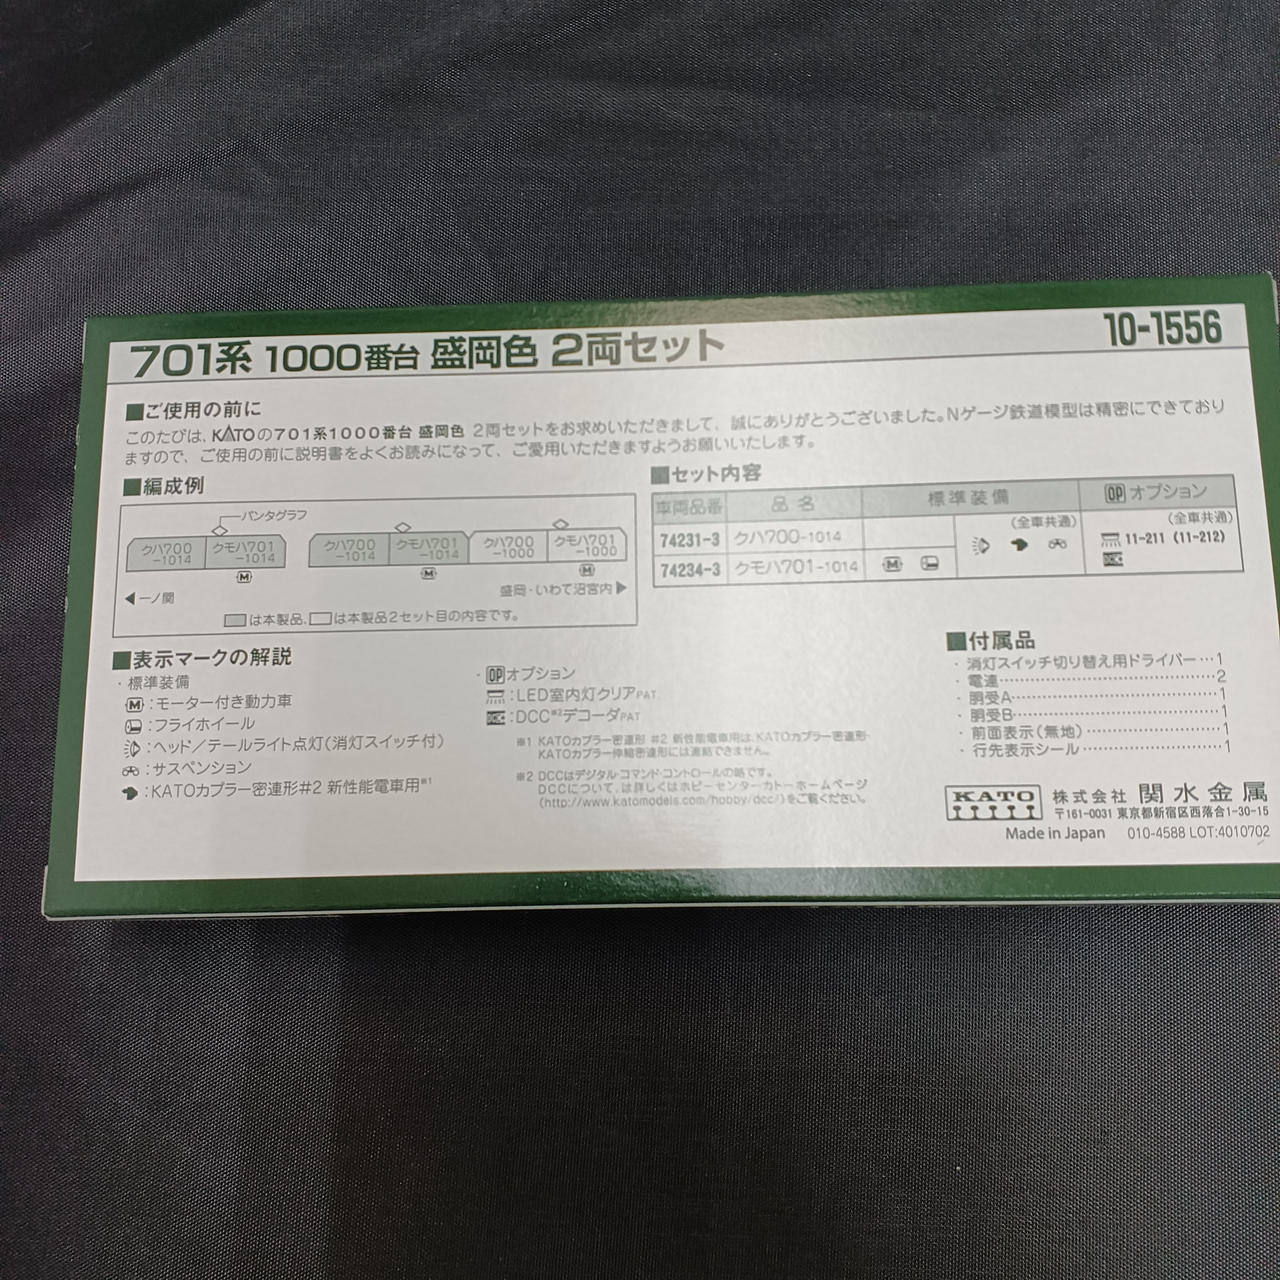 701系 1000番台 盛岡色 2両セット
10-1556
■ご使用の前に
このたびは、KATOの701系1000番台 盛岡色 2両セットをお求めいただきまして、誠にありがとうございました。Nゲージ鉄道模型は精密にできており
ますので、ご使用の前に説明書をよくお読みになって、ご愛用いただきますようお願いいたします。
■編成例
パンタグラフ
クハ700-1014 クモハ701-1014 クハ700-1014 クモハ701-1014 クハ700-1000 クモハ701-1000
M M M
◀一ノ関
盛岡・いわて沼宮内▶
は本製品、は本製品2セット目の内容です。
■セット内容
車両品番 品名 標準装備 OP オプション
(全車共通) (全車共通)
74231-3 クハ700-1014
11-211 (11-212)
74234-3 クモハ701-1014 M
DCC
■表示マークの解説
・標準装備
M：モーター付き動力車
：フライホイール
：ヘッド／テールライト点灯(消灯スイッチ付)
：サスペンション
：KATOカプラー密連形#2 新性能電車用※1
・OP オプション
：LED室内灯クリアPAT.
DCC：DCC※2デコーダPAT
※1 KATOカプラー密連形 #2 新性能電車用は、KATOカプラー密連形・
KATOカプラー伸縮密連形には連結できません。
※2 DCCはデジタル・コマンド・コントロールの略です。
DCCについて、は詳しくはホビーセンターカトーホームページ
(http://www.katomodels.com/hobby/dcc/)をご覧ください。
■付属品
・消灯スイッチ切り替え用ドライバー…1
・電連…2
・胴受A…1
・胴受B…1
・前面表示(無地)…1
・行先表示シール…1
KATO 株式会社 関水金属
〒161-0031 東京都新宿区西落合1-30-15
Made in Japan 010-4588 LOT:4010702